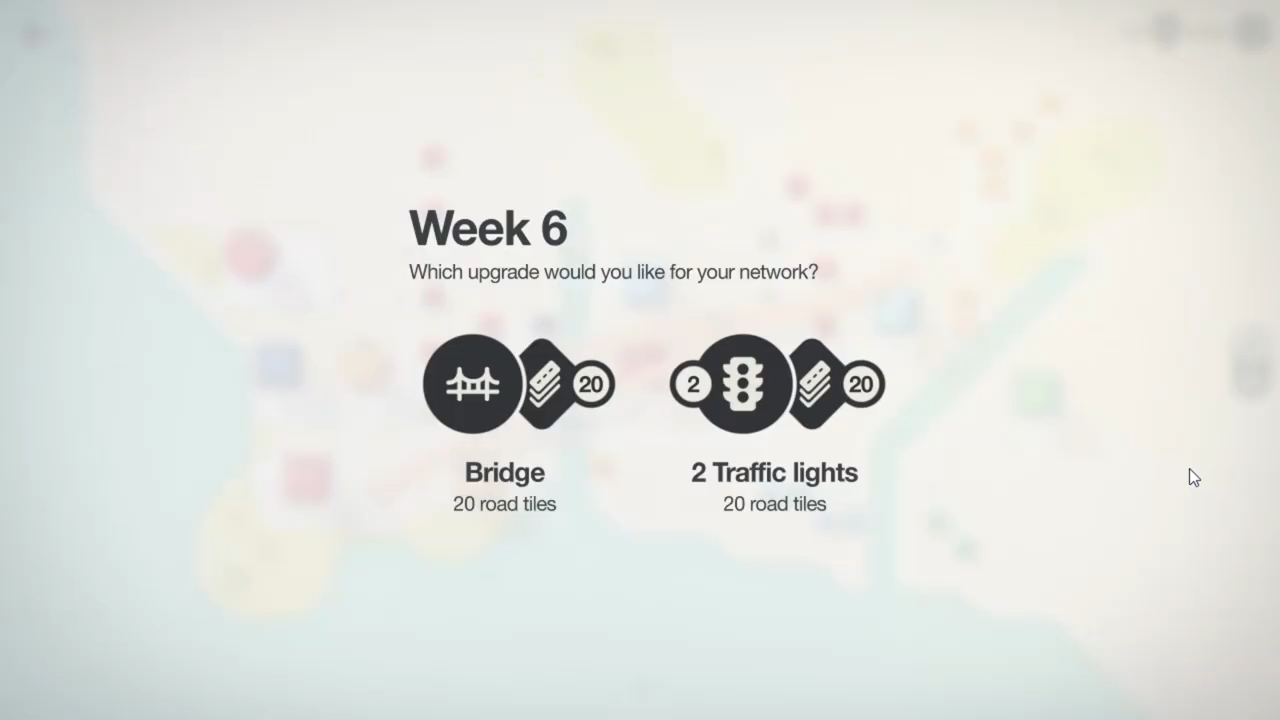 Week 6
Which upgrade would you like for your network?
20
2
20
Bridge
2 Traffic lights
20 road tiles
20 road tiles